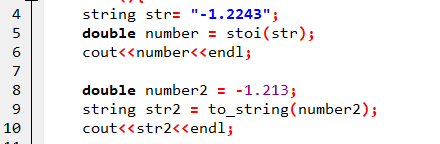 4 string str= "-1.2243";
5 double number = stoi(str);
6 cout<<number<<endl;
7
8 double number2 = -1.213;
9 string str2 = to_string(number2);
10 cout<<str2<<endl;